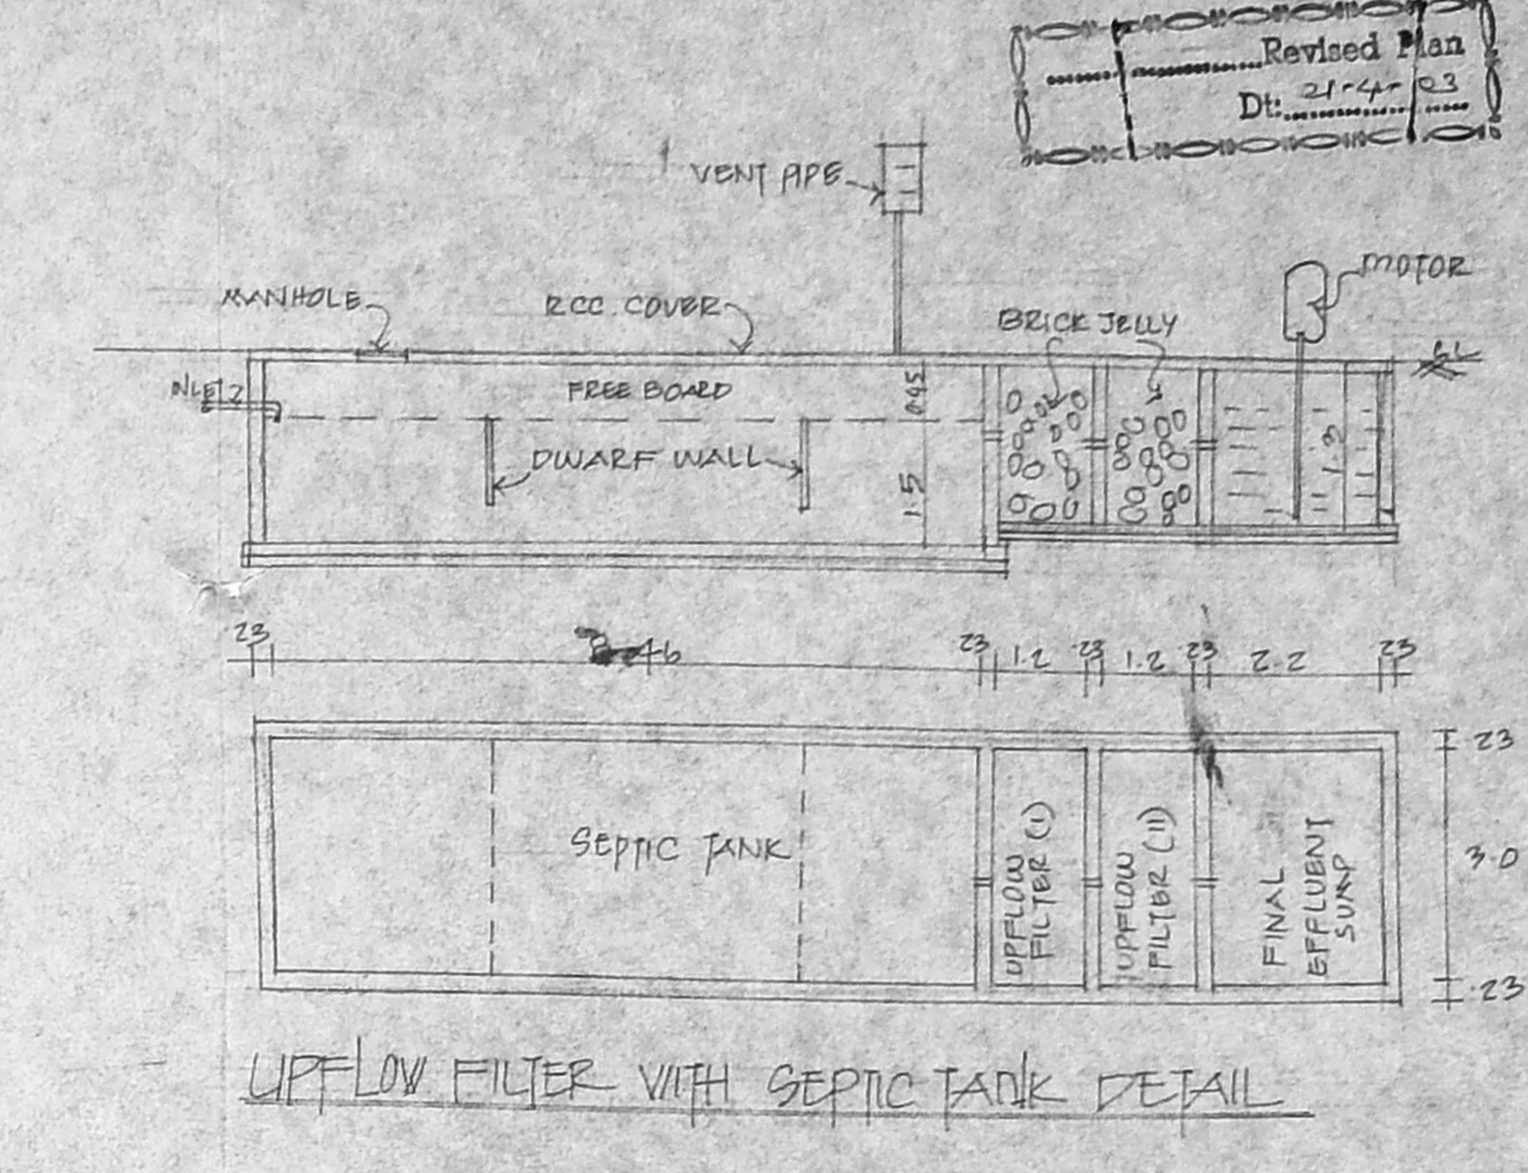 Revised Plan
Dt: 21-4-03
VENT PIPE
MOTOR
MANHOLE
RCC. COVER
BRICK JELLY
GL
INLET
FREE BOARD
0.45
DWARF WALL
1.5
1.3
23
23
1.2
23
1.2
23
2.2
23
23
SEPTIC TANK
UPFLOW
FILTER (I)
UPFLOW
FILTER (II)
FINAL
EFFLUENT
SUMP
3.0
23
UPFLOW FILTER WITH SEPTIC TANK DETAIL